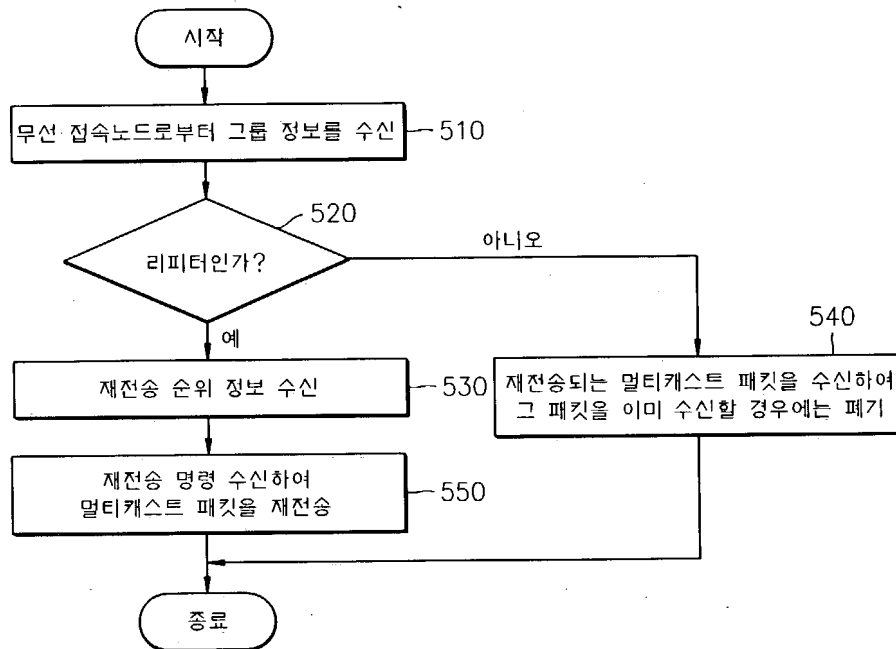 시작
무선 접속노드로부터 그룹 정보를 수신
510
520
리피터인가?
아니오
예
540
재전송 순위 정보 수신
530
재전송되는 멀티캐스트 패킷을 수신하여
그 패킷을 이미 수신할 경우에는 폐기
재전송 명령 수신하여
멀티캐스트 패킷을 재전송
550
종료